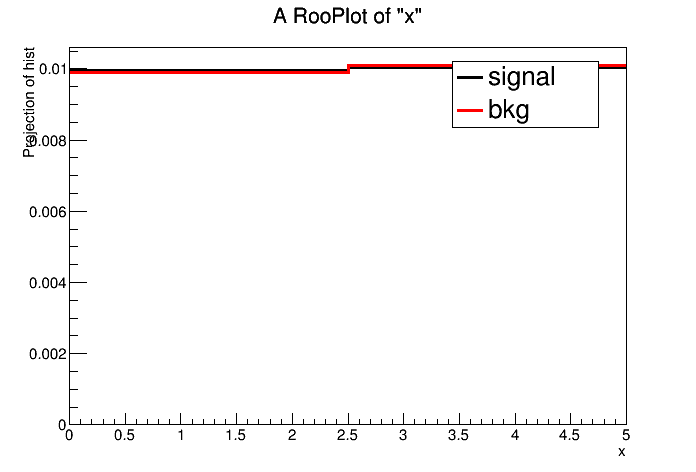 A RooPlot of "x"
Projection of hist
0.01
0.008
0.006
0.004
0.002
0
signal
bkg
0 0.5 1 1.5 2 2.5 3 3.5 4 4.5 5
x